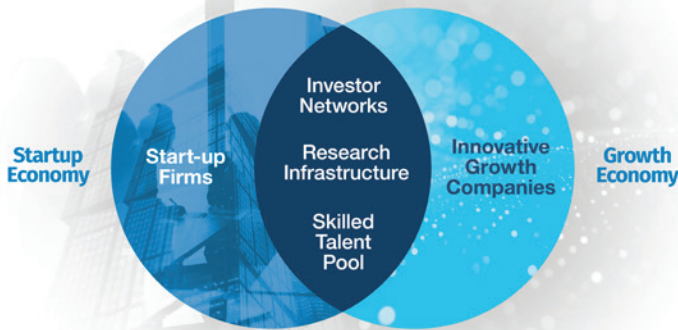 Startup
Economy
Start-up
Firms
Investor
Networks
Research
Infrastructure
Skilled
Talent
Pool
Innovative
Growth
Companies
Growth
Economy